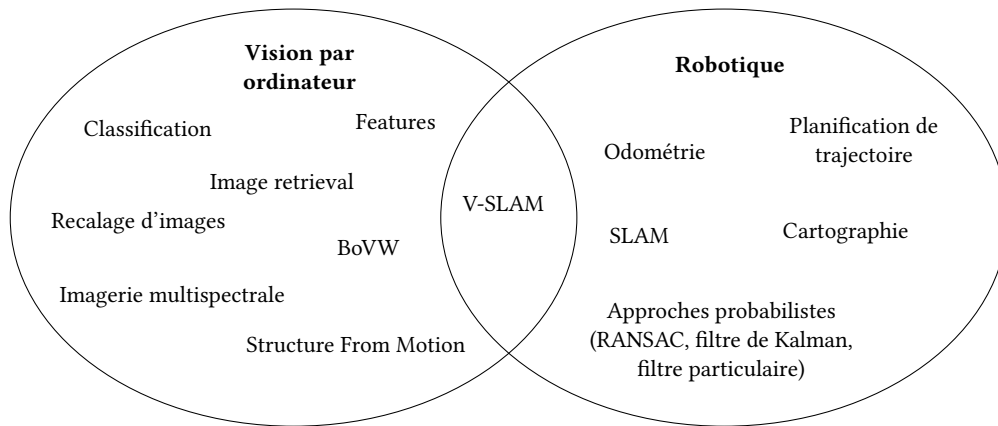 Vision par
ordinateur
Classification
Features
Image retrieval
Recalage d'images
BoVW
Imagerie multispectrale
Structure From Motion
V-SLAM
Robotique
Planification de
trajectoire
Odométrie
SLAM
Cartographie
Approches probabilistes
(RANSAC, filtre de Kalman,
filtre particulaire)